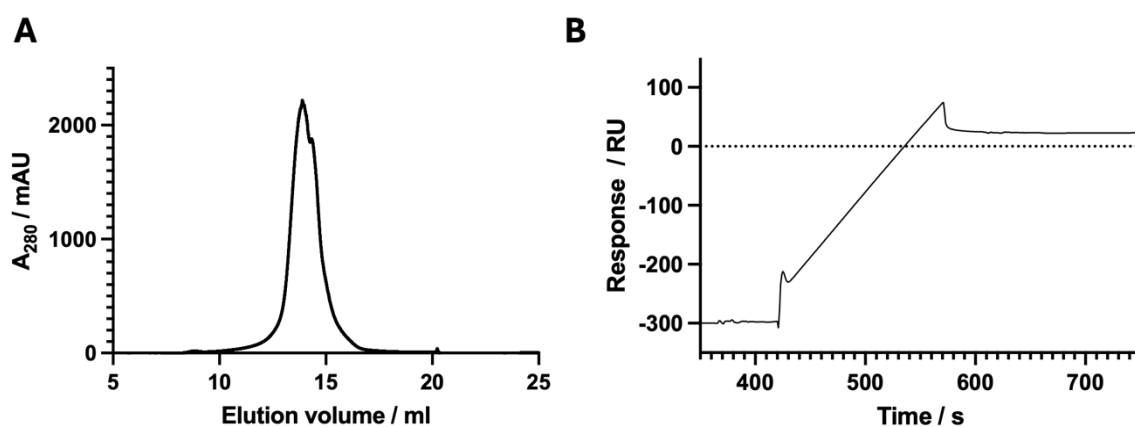 A
A280 / mAU
2000
1000
0
5 10 15 20 25
Elution volume / ml
B
Response / RU
100
0
-100
-200
-300
400 500 600 700
Time / s